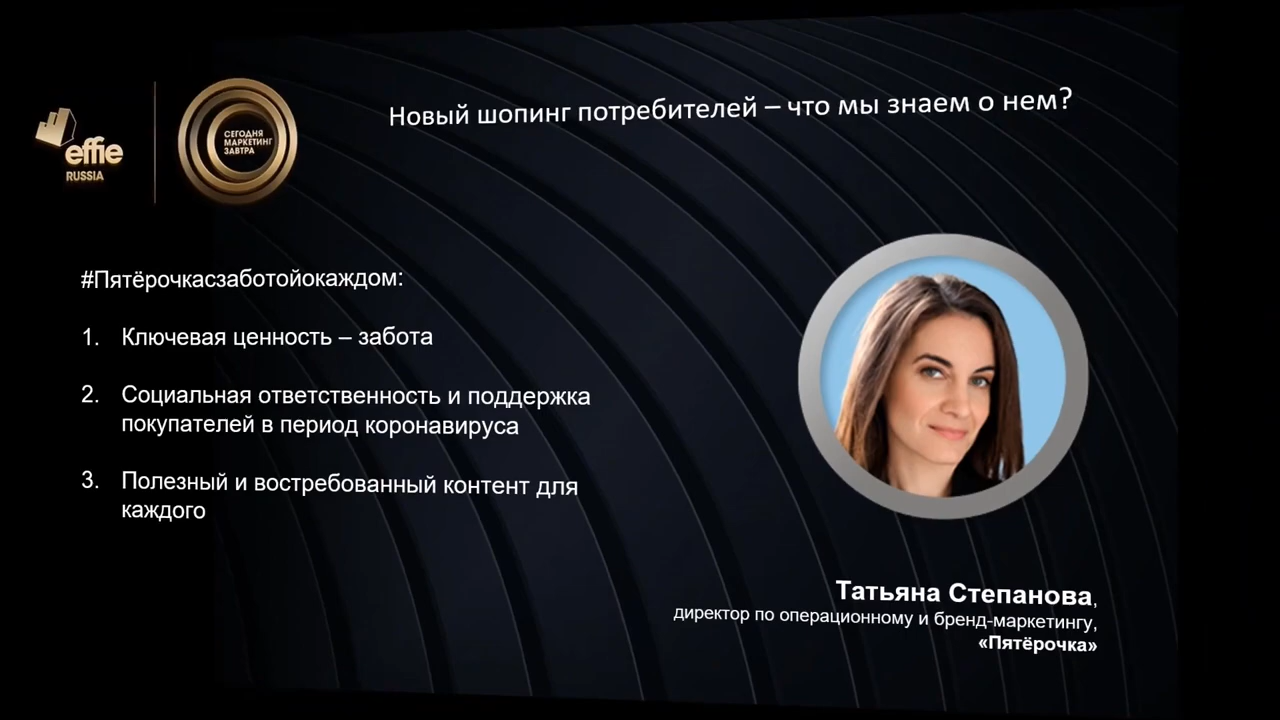 effie
RUSSIA
СЕГОДНЯ
МАРКЕТИНГ
ЗАВТРА
Новый шопинг потребителей – что мы знаем о нем?
#Пятёрочкасзаботойокаждом:
1. Ключевая ценность – забота
2. Социальная ответственность и поддержка
покупателей в период коронавируса
3. Полезный и востребованный контент для
каждого
Татьяна Степанова,
директор по операционному и бренд-маркетингу,
«Пятёрочка»